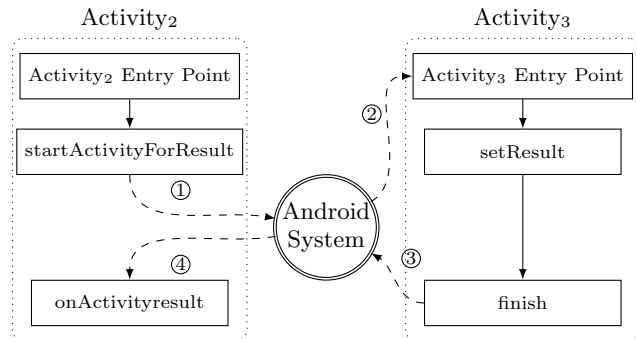 Activity₂
Activity₂ Entry Point
startActivityForResult
①
④
onActivityresult
Android
System
Activity₃
②
Activity₃ Entry Point
setResult
③
finish